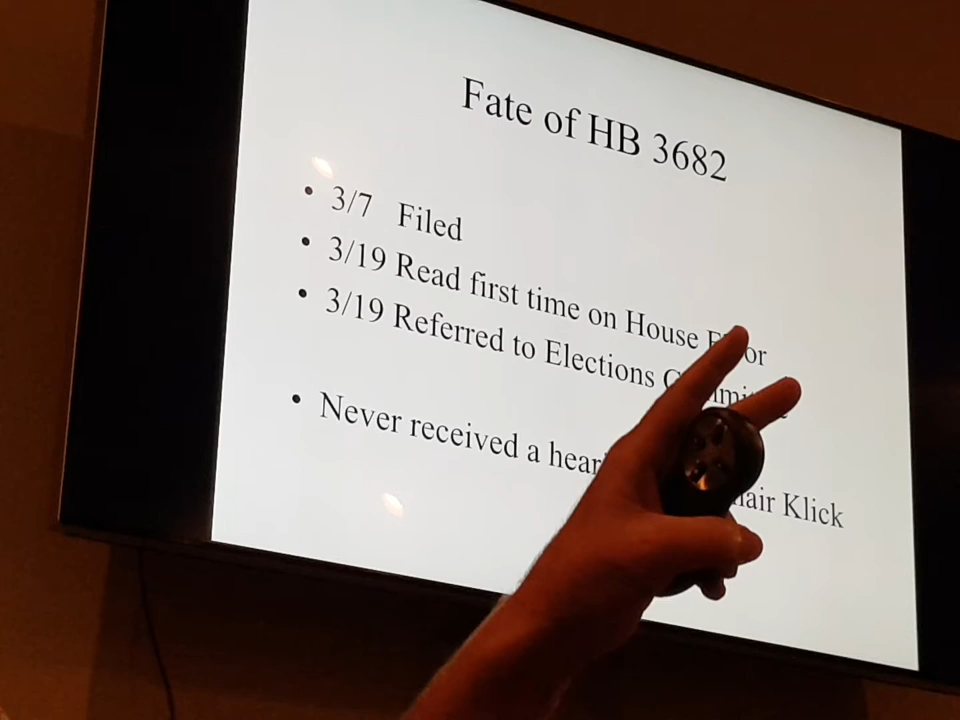 Fate of HB 3682
• 3/7 Filed
• 3/19 Read first time on House
• 3/19 Referred to Elections
• Never received a Klick